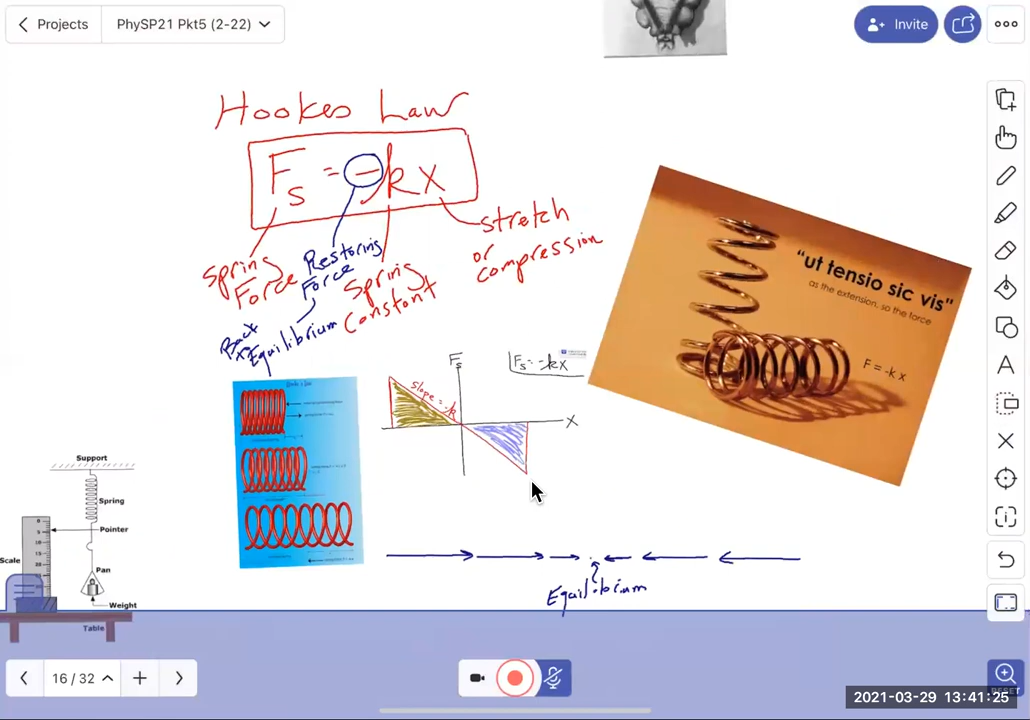 Projects
PhySP21 Pkt5 (2-22)
Invite
Hookes Law
Fs = -kx
Spring
Force
Restoring
Force
Spring
Constant
stretch
or
compression
Back
to
Equilibrium
"ut tensio sic vis"
as the extension, so the force
F = -k x
Fs
Fs = -kx
slope = -k
X
Support
Spring
Pointer
Scale
Pan
Weight
Table
Equilibrium
16 / 32
RESET
2021-03-29 13:41:25